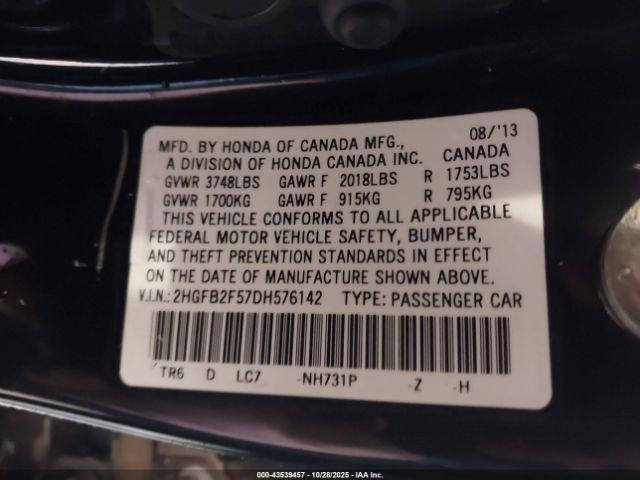 08/'13
MFD. BY HONDA OF CANADA MFG.,
A DIVISION OF HONDA CANADA INC. CANADA
GVWR 3748LBS GAWR F 2018LBS R 1753LBS
GVWR 1700KG GAWR F 915KG R 795KG
THIS VEHICLE CONFORMS TO ALL APPLICABLE
FEDERAL MOTOR VEHICLE SAFETY, BUMPER,
AND THEFT PREVENTION STANDARDS IN EFFECT
ON THE DATE OF MANUFACTURE SHOWN ABOVE.
V.I.N.: 2HGFB2F57DH576142 TYPE: PASSENGER CAR
TR6 D LC7 -NH731P -Z -H
000-43539457 - 10/28/2025 - IAA Inc.